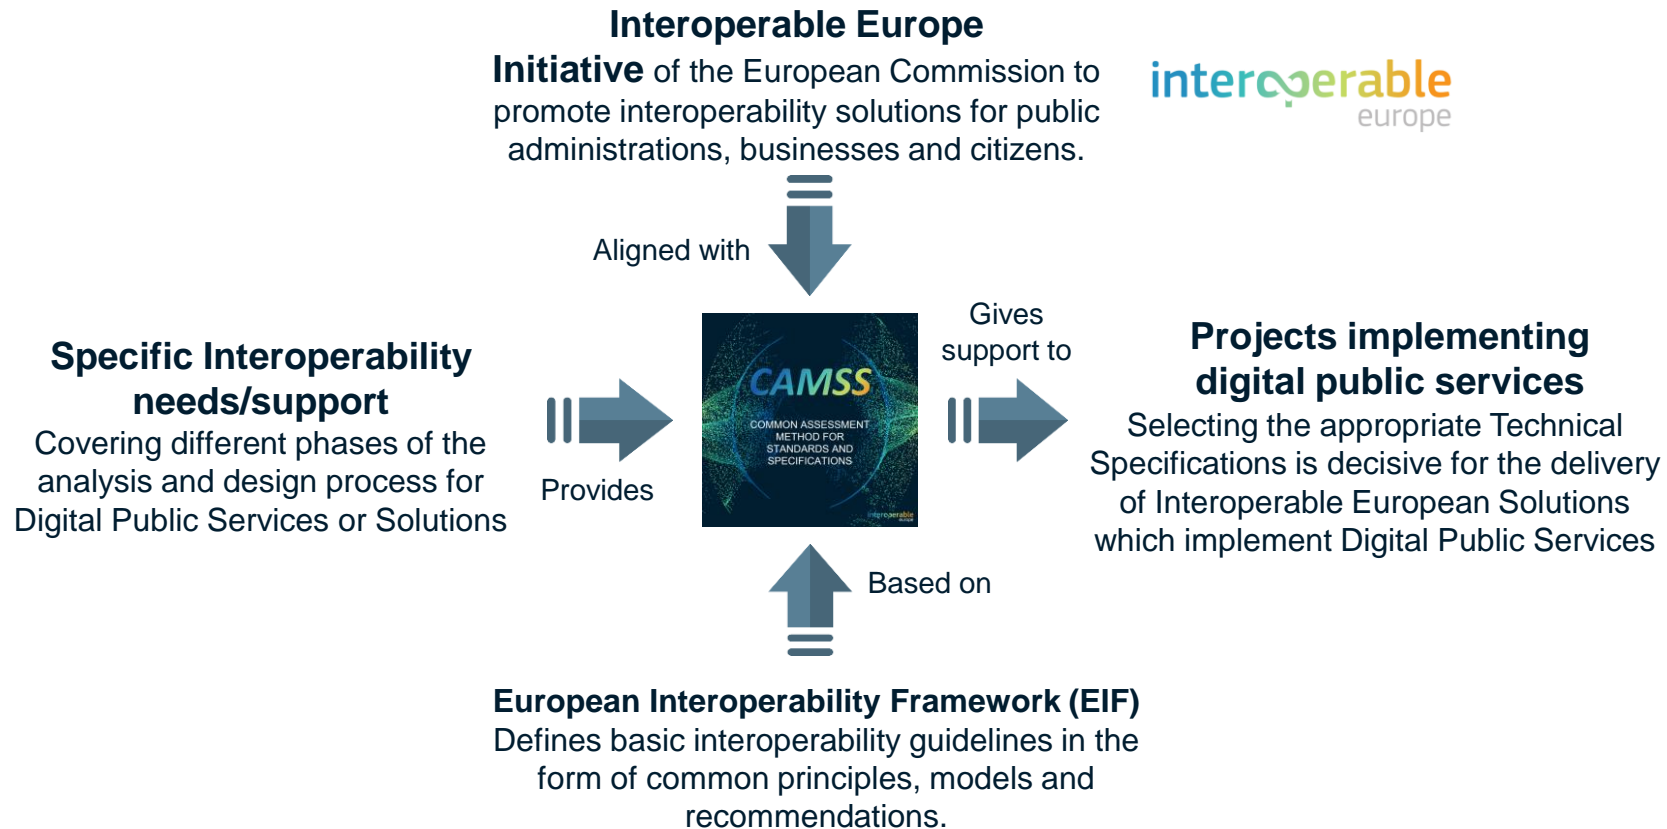 Interoperable Europe
Initiative of the European Commission to
promote interoperability solutions for public
administrations, businesses and citizens.
interoperable
europe
Aligned with
Specific Interoperability
needs/support
Covering different phases of the
analysis and design process for
Digital Public Services or Solutions
Provides
CAMSS
COMMON ASSESSMENT
METHOD FOR
STANDARDS AND
SPECIFICATIONS
interoperable
europe
Gives
support to
Projects implementing
digital public services
Selecting the appropriate Technical
Specifications is decisive for the delivery
of Interoperable European Solutions
which implement Digital Public Services
Based on
European Interoperability Framework (EIF)
Defines basic interoperability guidelines in the
form of common principles, models and
recommendations.